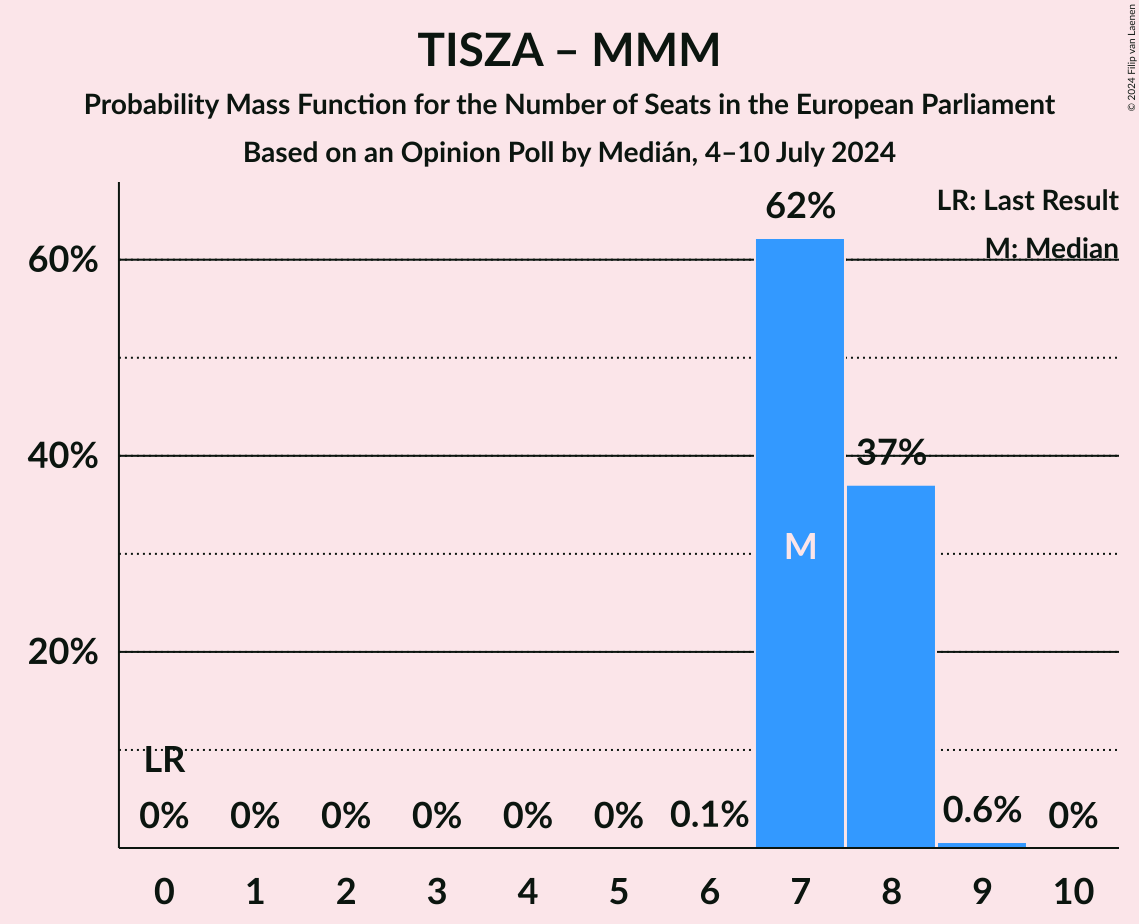 TISZA – MMM
Probability Mass Function for the Number of Seats in the European Parliament
Based on an Opinion Poll by Medián, 4–10 July 2024
© 2024 Filip van Laenen
LR: Last Result
M: Median
62%
60%
40%
37%
M
20%
LR
0% 0% 0% 0% 0% 0% 0.1% 0.6% 0%
0 1 2 3 4 5 6 7 8 9 10